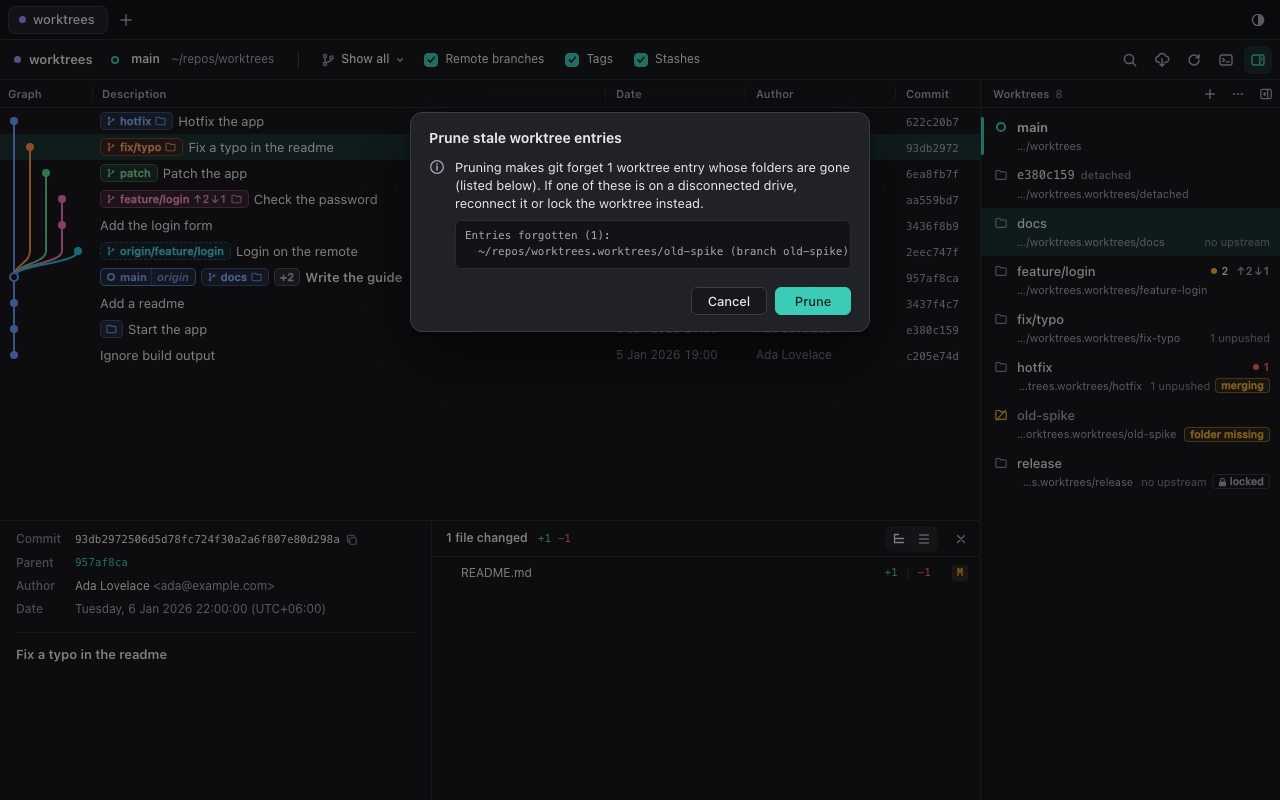 worktrees
worktrees main ~/repos/worktrees Show all Remote branches Tags Stashes
Graph Description Date Author Commit
hotfix Hotfix the app 622c20b7
fix/typo Fix a typo in the readme 93db2972
patch Patch the app 6ea8fb7f
feature/login ↑2↓1 Check the password aa559bd7
Add the login form 3436f8b9
origin/feature/login Login on the remote 2eec747f
main origin docs +2 Write the guide 957af8ca
Add a readme 3437f4c7
Start the app e380c159
Ignore build output 5 Jan 2026 19:00 Ada Lovelace c205e74d
Prune stale worktree entries
Pruning makes git forget 1 worktree entry whose folders are gone
(listed below). If one of these is on a disconnected drive,
reconnect it or lock the worktree instead.
Entries forgotten (1):
~/repos/worktrees.worktrees/old-spike (branch old-spike)
Cancel Prune
Worktrees 8
main
.../worktrees
e380c159 detached
.../worktrees.worktrees/detached
docs
.../worktrees.worktrees/docs no upstream
feature/login 2 ↑2↓1
.../worktrees.worktrees/feature-login
fix/typo
.../worktrees.worktrees/fix-typo 1 unpushed
hotfix 1
...trees.worktrees/hotfix 1 unpushed merging
old-spike
...orktrees.worktrees/old-spike folder missing
release
...s.worktrees/release no upstream locked
Commit 93db2972506d5d78fc724f30a2a6f807e80d298a
Parent 957af8ca
Author Ada Lovelace <ada@example.com>
Date Tuesday, 6 Jan 2026 22:00:00 (UTC+06:00)
Fix a typo in the readme
1 file changed +1 −1
README.md +1 −1 M